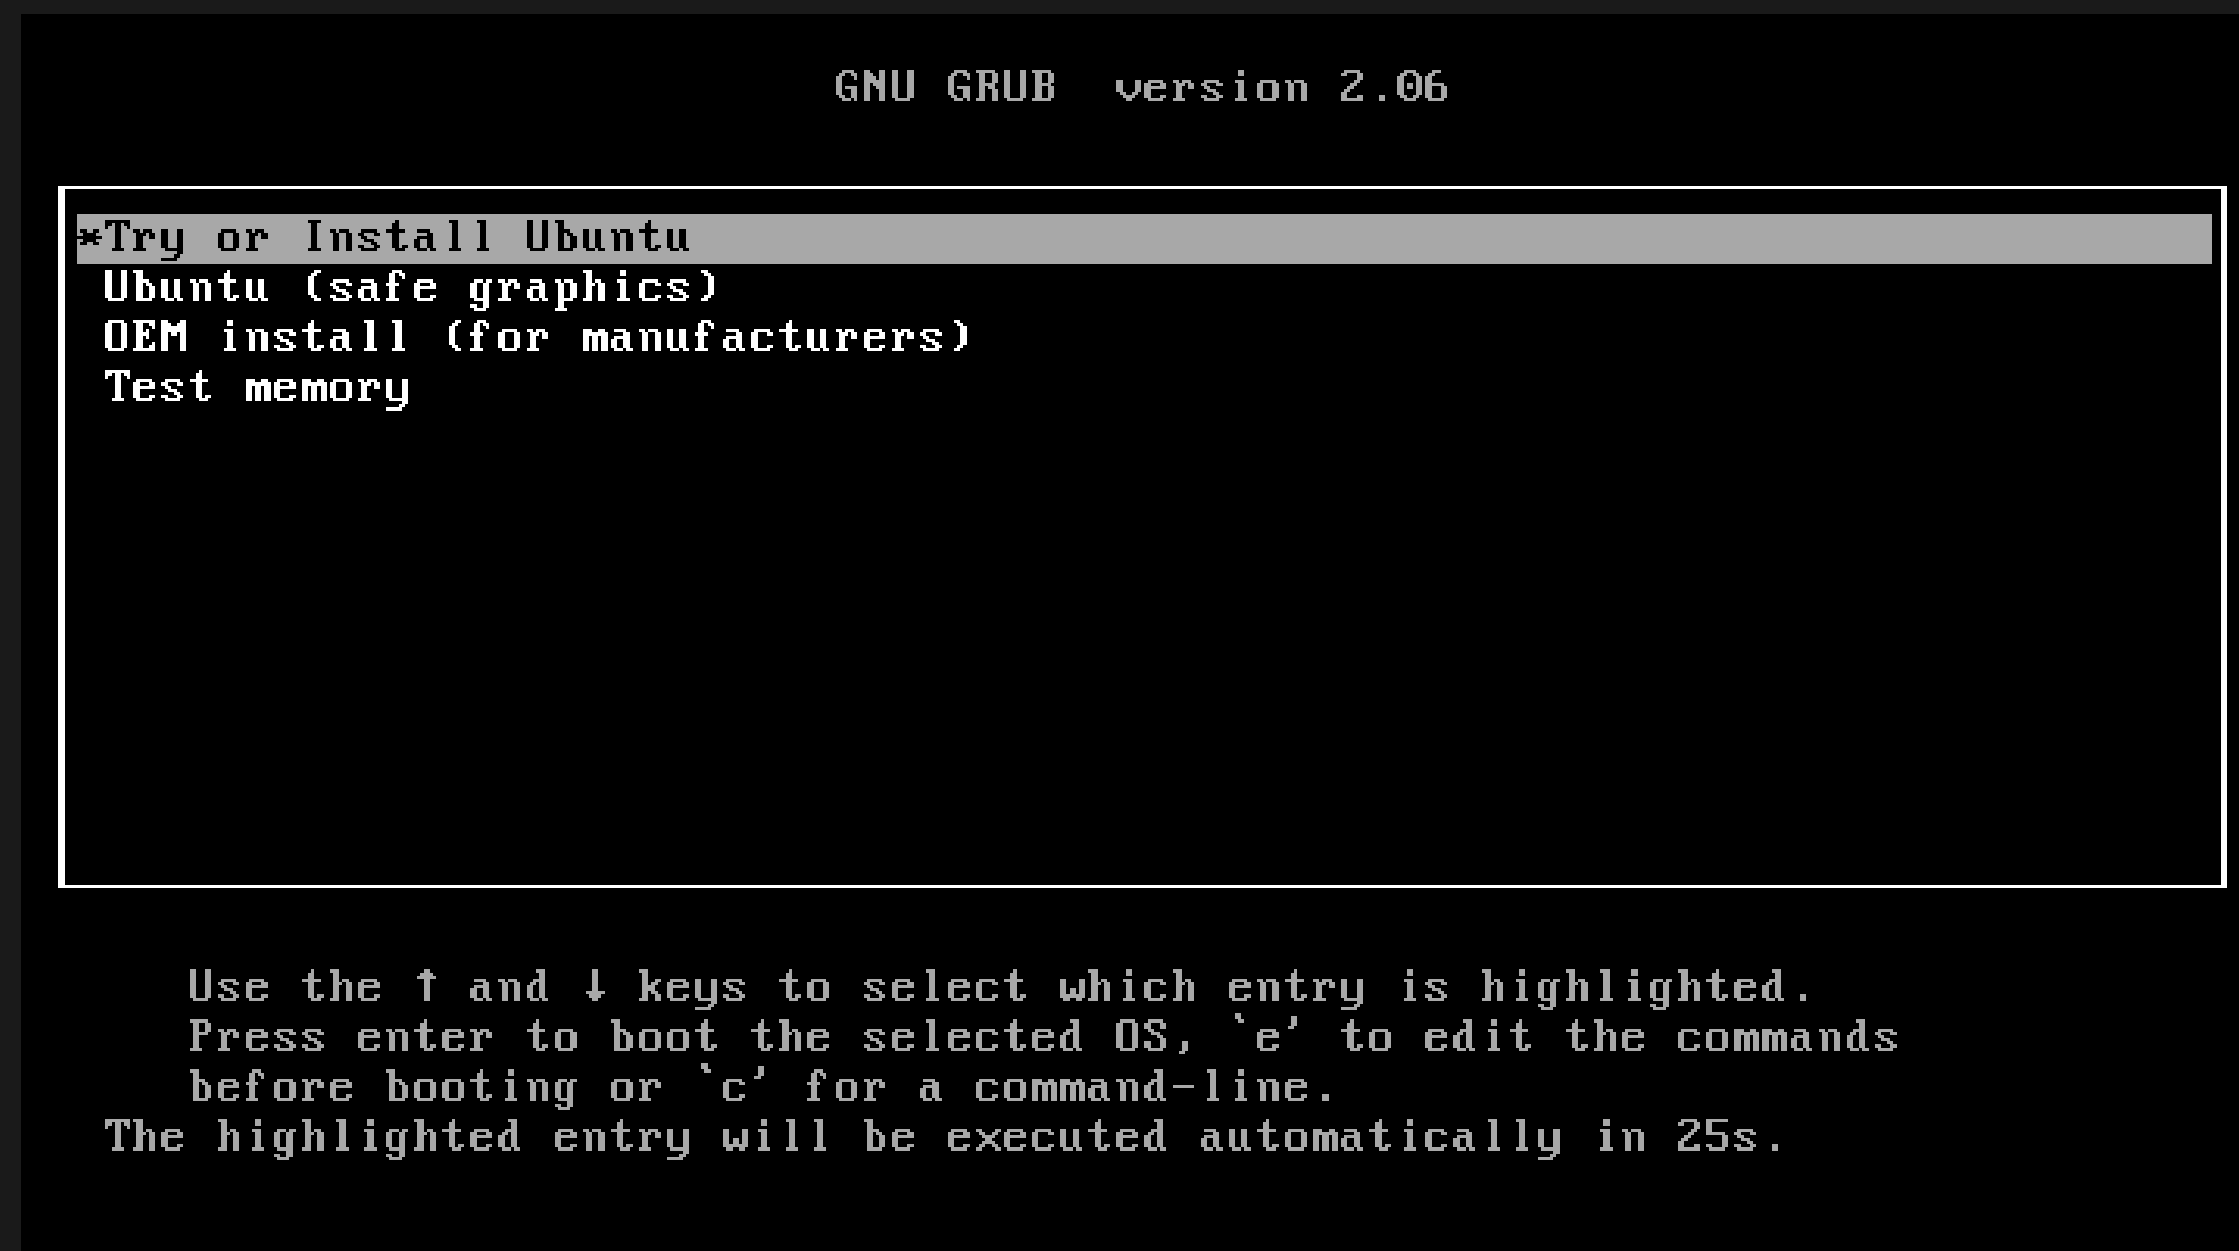 GNU GRUB  version 2.06
*Try or Install Ubuntu
Ubuntu (safe graphics)
OEM install (for manufacturers)
Test memory
Use the ↑ and ↓ keys to select which entry is highlighted.
Press enter to boot the selected OS, `e' to edit the commands
before booting or `c' for a command-line.
The highlighted entry will be executed automatically in 25s.